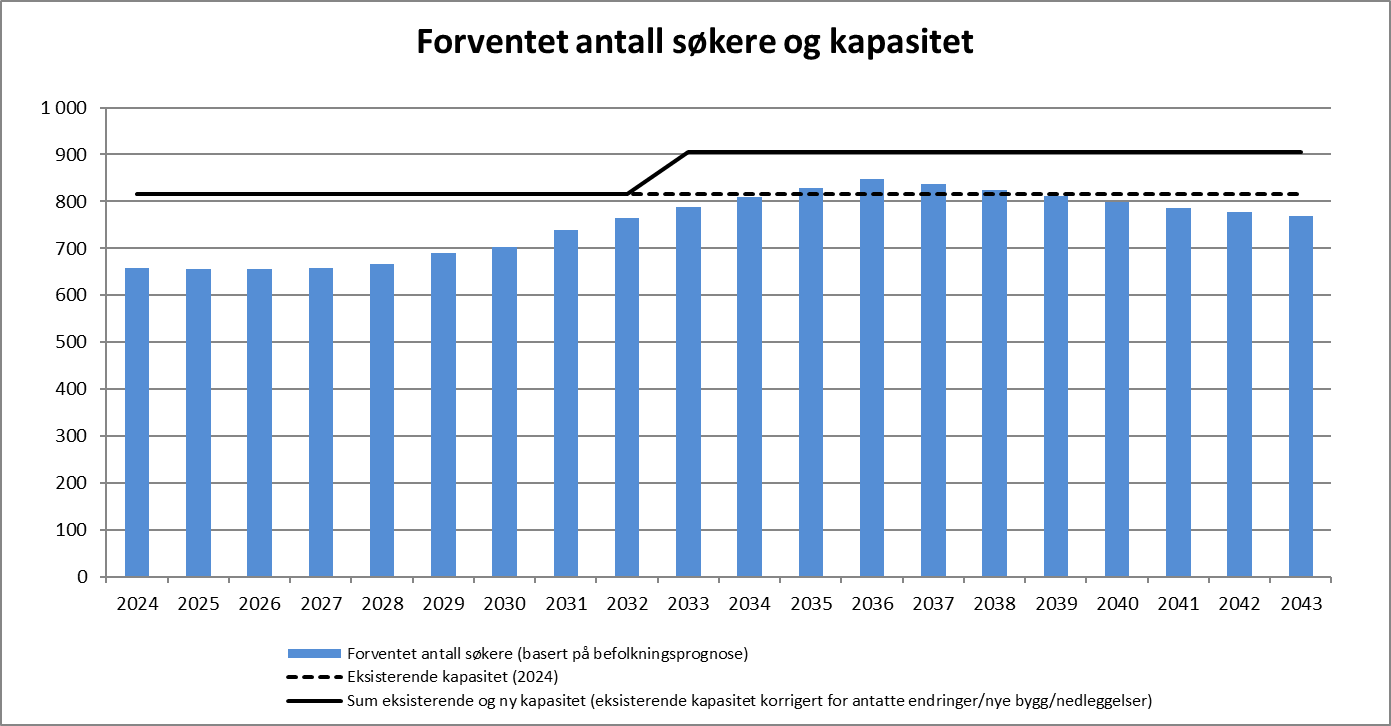 Forventet antall søkere og kapasitet
1 000
900
800
700
600
500
400
300
200
100
0
2024 2025 2026 2027 2028 2029 2030 2031 2032 2033 2034 2035 2036 2037 2038 2039 2040 2041 2042 2043
Forventet antall søkere (basert på befolkningsprognose)
Eksisterende kapasitet (2024)
Sum eksisterende og ny kapasitet (eksisterende kapasitet korrigert for antatte endringer/nye bygg/nedleggelser)